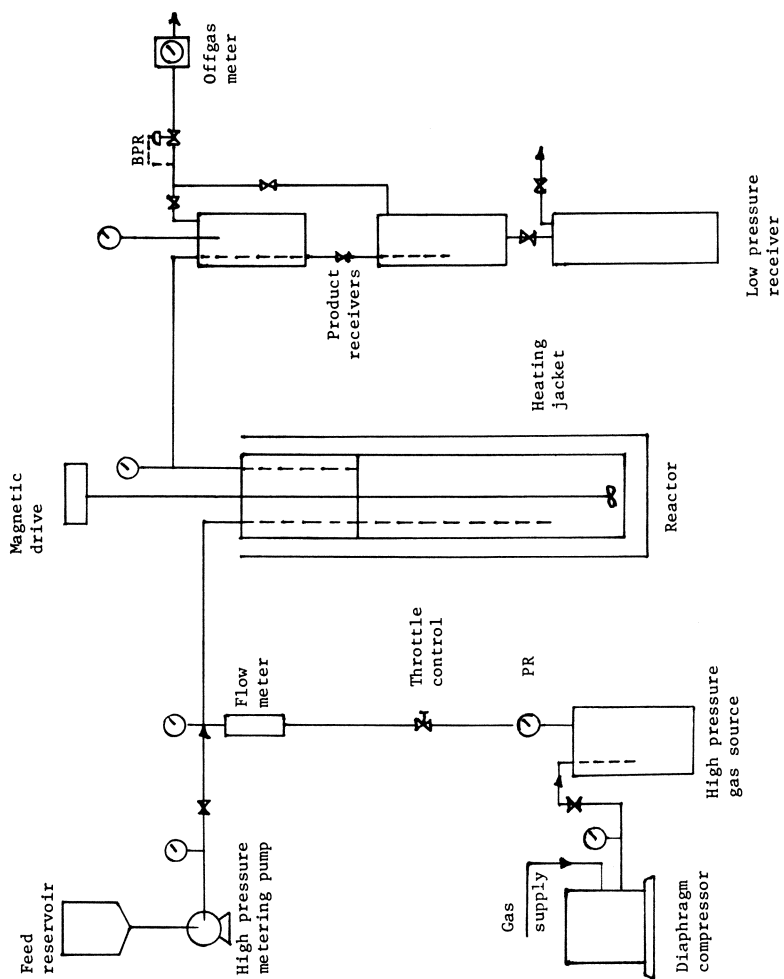 Feed
reservoir
High pressure
metering pump
Gas
supply
Diaphragm
compressor
High pressure
gas source
PR
Throttle
control
Flow
meter
Magnetic
drive
Reactor
Heating
jacket
Product
receivers
Low pressure
receiver
BPR
Offgas
meter